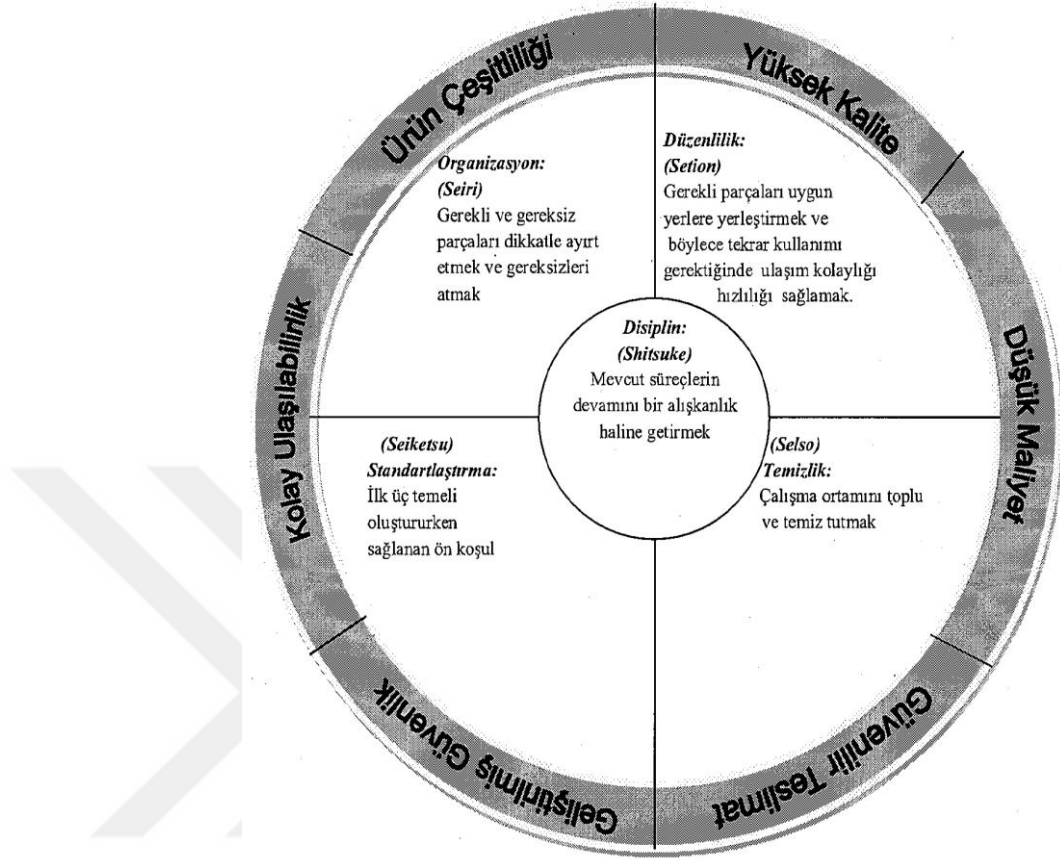 Ürün Çeşitliliği
Yüksek Kalite
Organizasyon:
(Seiri)
Gerekli ve gereksiz
parçaları dikkatle ayırt
etmek ve gereksizleri
atmak
Düzenlilik:
(Setion)
Gerekli parçaları uygun
yerlere yerleştirmek ve
böylece tekrar kullanımı
gerektiğinde ulaşım kolaylığı
hızlılığı sağlamak.
Kolay Ulaşılabilirlik
Disiplin:
(Shitsuke)
Mevcut süreçlerin
devamını bir alışkanlık
haline getirmek
Düşük Maliyet
(Seiketsu)
Standartlaştırma:
İlk üç temeli
oluştururken
sağlanan ön koşul
(Selso)
Temizlik:
Çalışma ortamını toplu
ve temiz tutmak
Geliştirilmiş Güvenlik
Güvenilir Teslimat